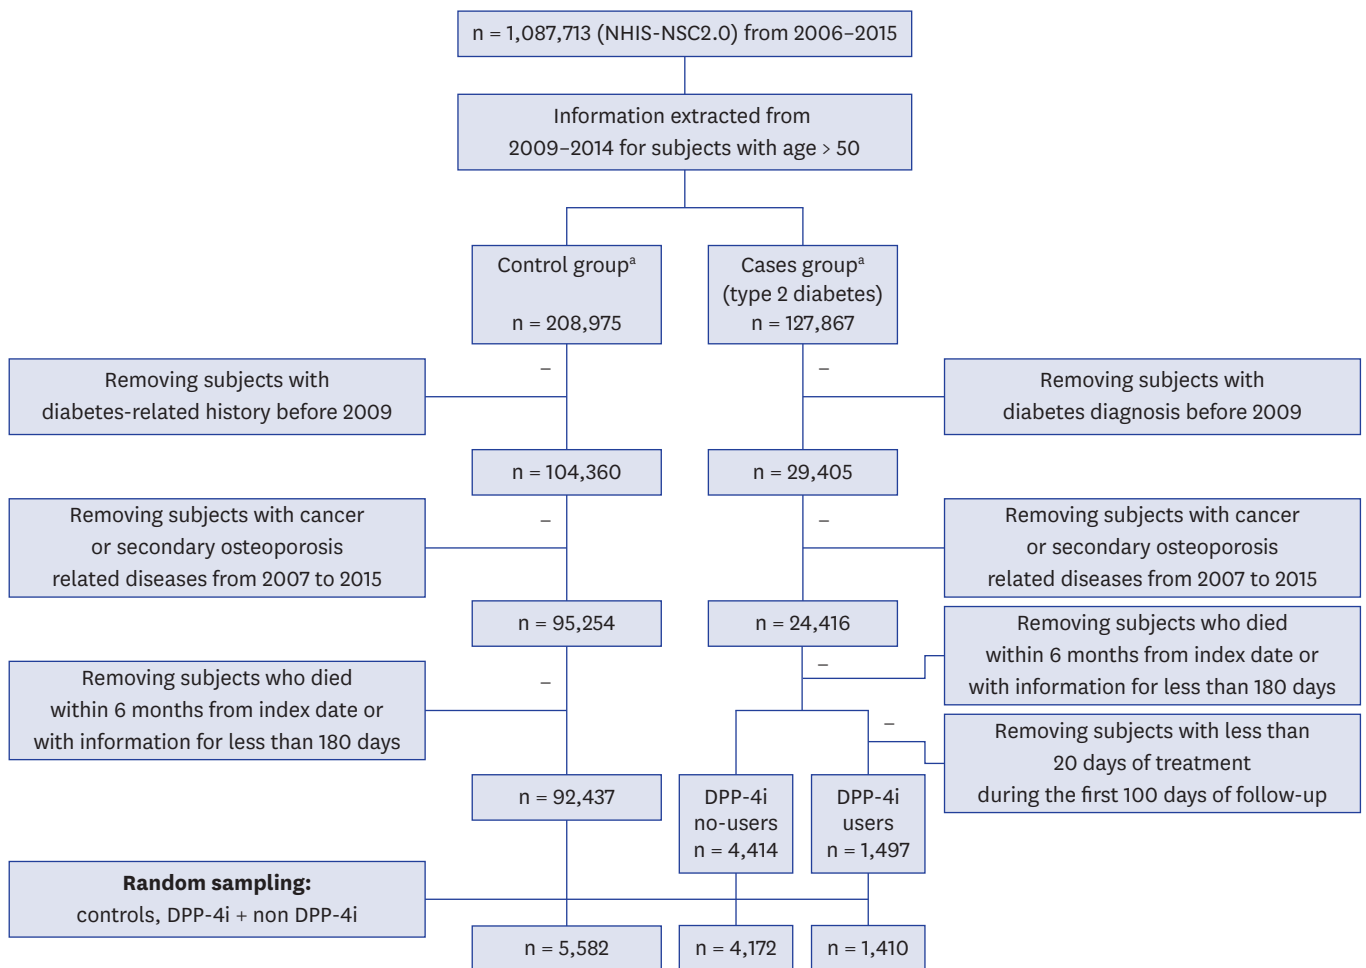 n = 1,087,713 (NHIS-NSC2.0) from 2006–2015
Information extracted from
2009–2014 for subjects with age > 50
Control groupᵃ
n = 208,975
Cases groupᵃ
(type 2 diabetes)
n = 127,867
–
–
Removing subjects with
diabetes-related history before 2009
Removing subjects with
diabetes diagnosis before 2009
n = 104,360
n = 29,405
–
–
Removing subjects with cancer
or secondary osteoporosis
related diseases from 2007 to 2015
Removing subjects with cancer
or secondary osteoporosis
related diseases from 2007 to 2015
n = 95,254
n = 24,416
–
–
Removing subjects who died
within 6 months from index date or
with information for less than 180 days
Removing subjects who died
within 6 months from index date or
with information for less than 180 days
–
Removing subjects with less than
20 days of treatment
during the first 100 days of follow-up
n = 92,437
DPP-4i
no-users
n = 4,414
DPP-4i
users
n = 1,497
Random sampling:
controls, DPP-4i + non DPP-4i
n = 5,582
n = 4,172
n = 1,410